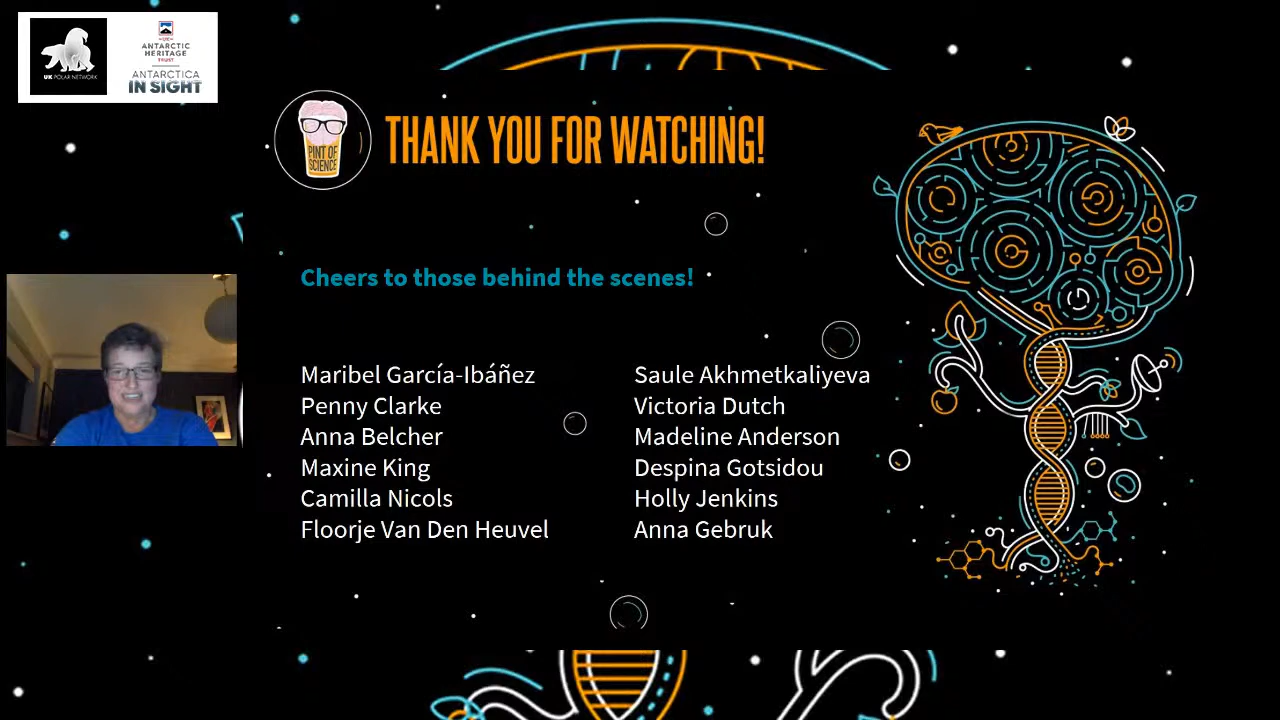 UK POLAR NETWORK
UK
ANTARCTIC
HERITAGE
TRUST
ANTARCTICA
IN SIGHT
PINT OF
SCIENCE
THANK YOU FOR WATCHING!
Cheers to those behind the scenes!
Maribel García-Ibáñez
Penny Clarke
Anna Belcher
Maxine King
Camilla Nicols
Floorje Van Den Heuvel
Saule Akhmetkaliyeva
Victoria Dutch
Madeline Anderson
Despina Gotsidou
Holly Jenkins
Anna Gebruk